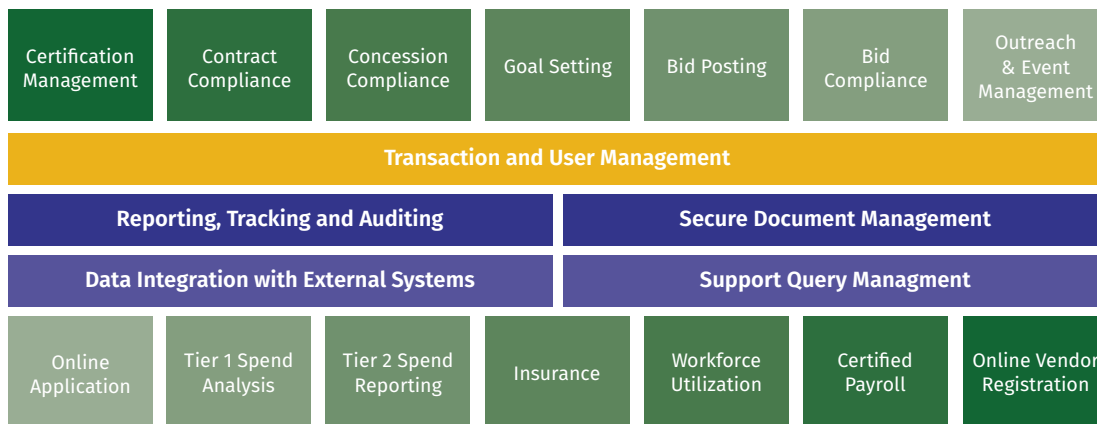 Certification
Management
Contract
Compliance
Concession
Compliance
Goal Setting
Bid Posting
Bid
Compliance
Outreach
& Event
Management
Transaction and User Management
Reporting, Tracking and Auditing
Secure Document Management
Data Integration with External Systems
Support Query Managment
Online
Application
Tier 1 Spend
Analysis
Tier 2 Spend
Reporting
Insurance
Workforce
Utilization
Certified
Payroll
Online Vendor
Registration